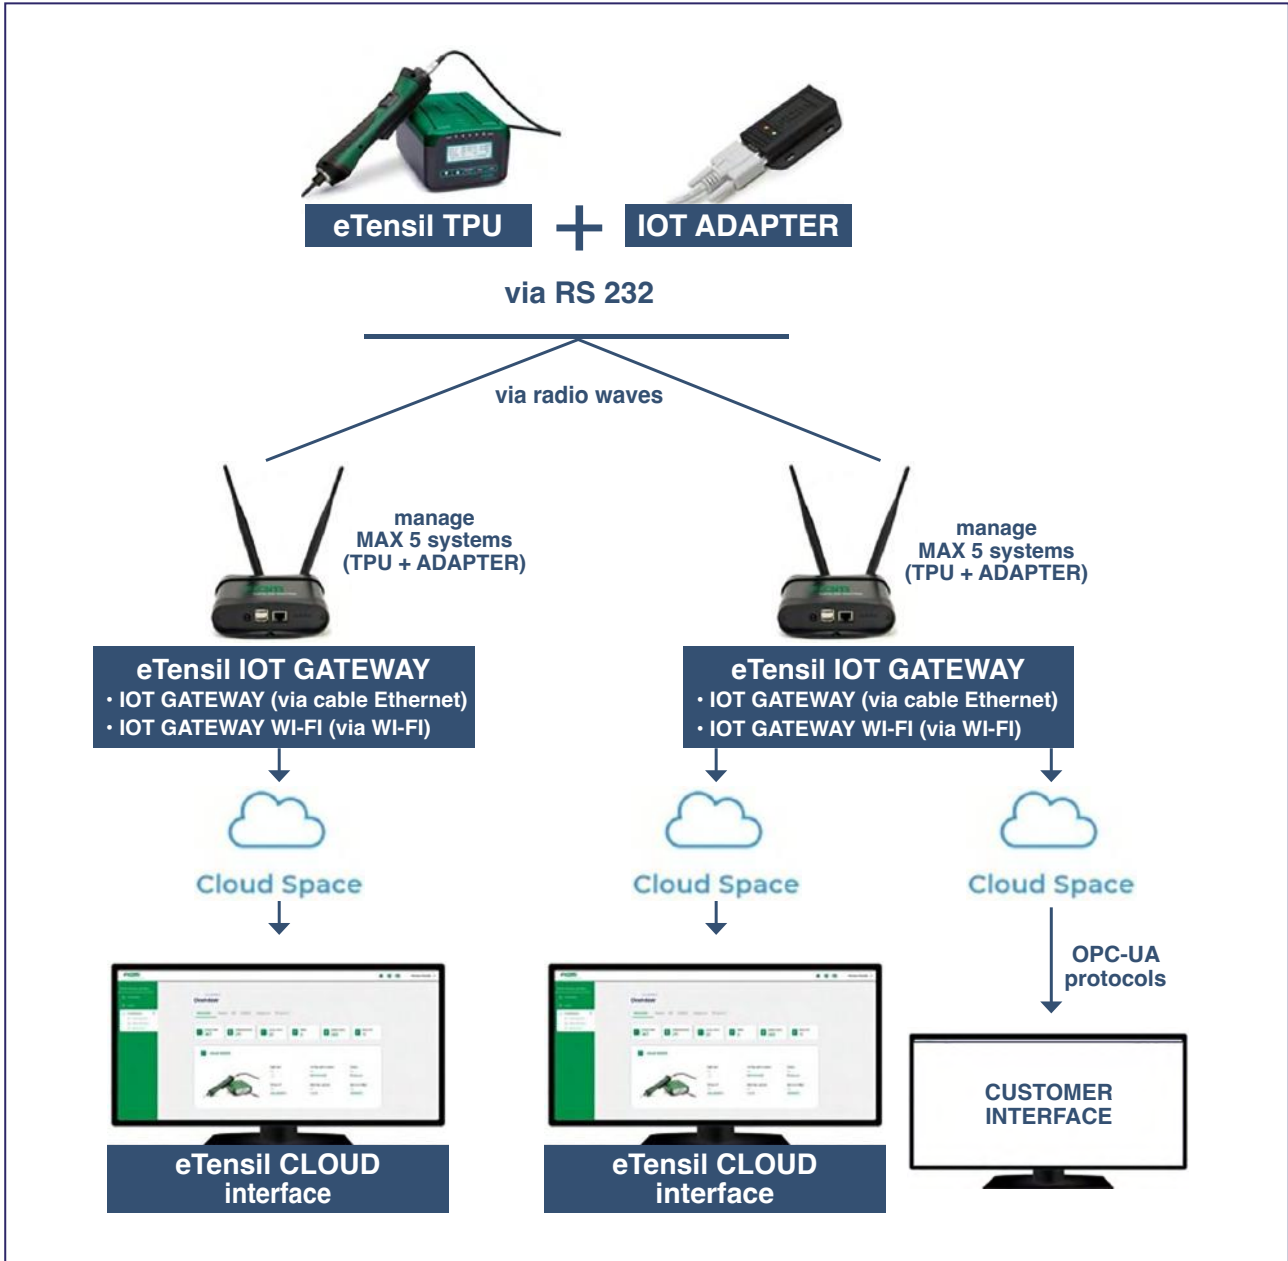 eTensil TPU
IOT ADAPTER
via RS 232
via radio waves
manage
MAX 5 systems
(TPU + ADAPTER)
manage
MAX 5 systems
(TPU + ADAPTER)
eTensil IOT GATEWAY
• IOT GATEWAY (via cable Ethernet)
• IOT GATEWAY WI-FI (via WI-FI)
eTensil IOT GATEWAY
• IOT GATEWAY (via cable Ethernet)
• IOT GATEWAY WI-FI (via WI-FI)
Cloud Space
Cloud Space
Cloud Space
OPC-UA
protocols
Overview
Overview
CUSTOMER
INTERFACE
eTensil CLOUD
interface
eTensil CLOUD
interface